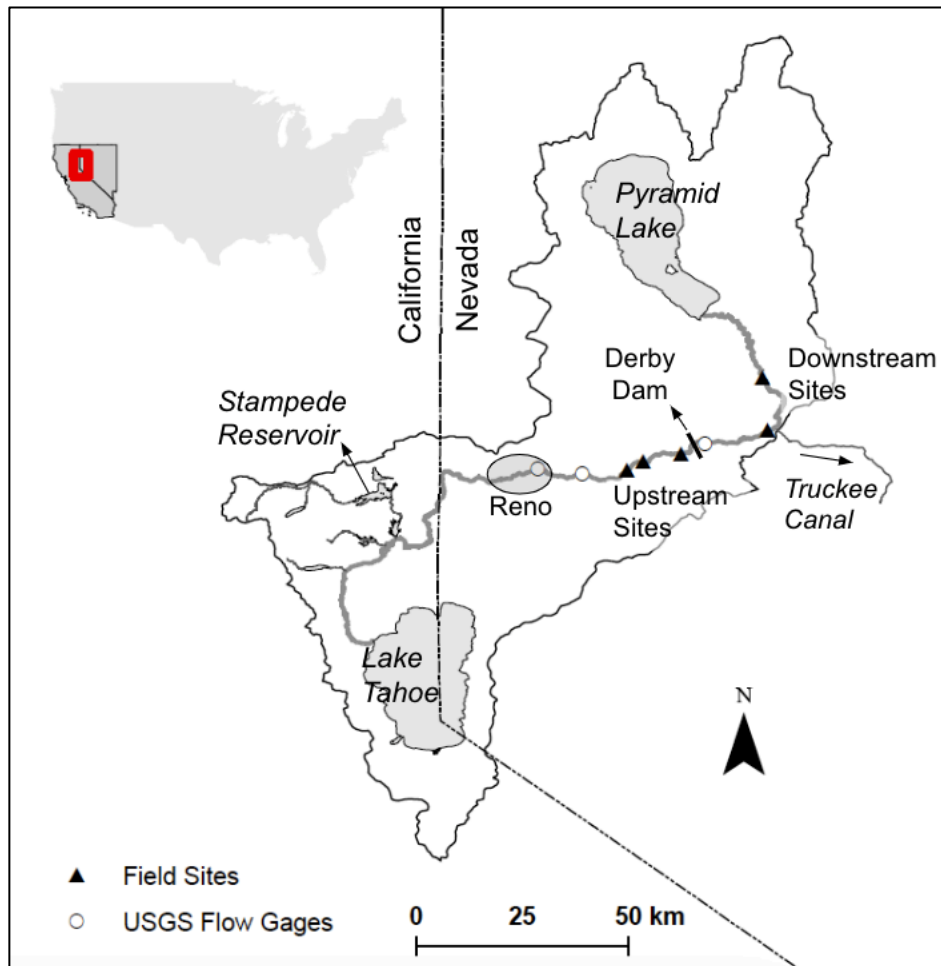 Pyramid
Lake
California
Nevada
Derby
Dam
Downstream
Sites
Stampede
Reservoir
Reno
Upstream
Sites
Truckee
Canal
Lake
Tahoe
N
Field Sites
USGS Flow Gages
0 25 50 km